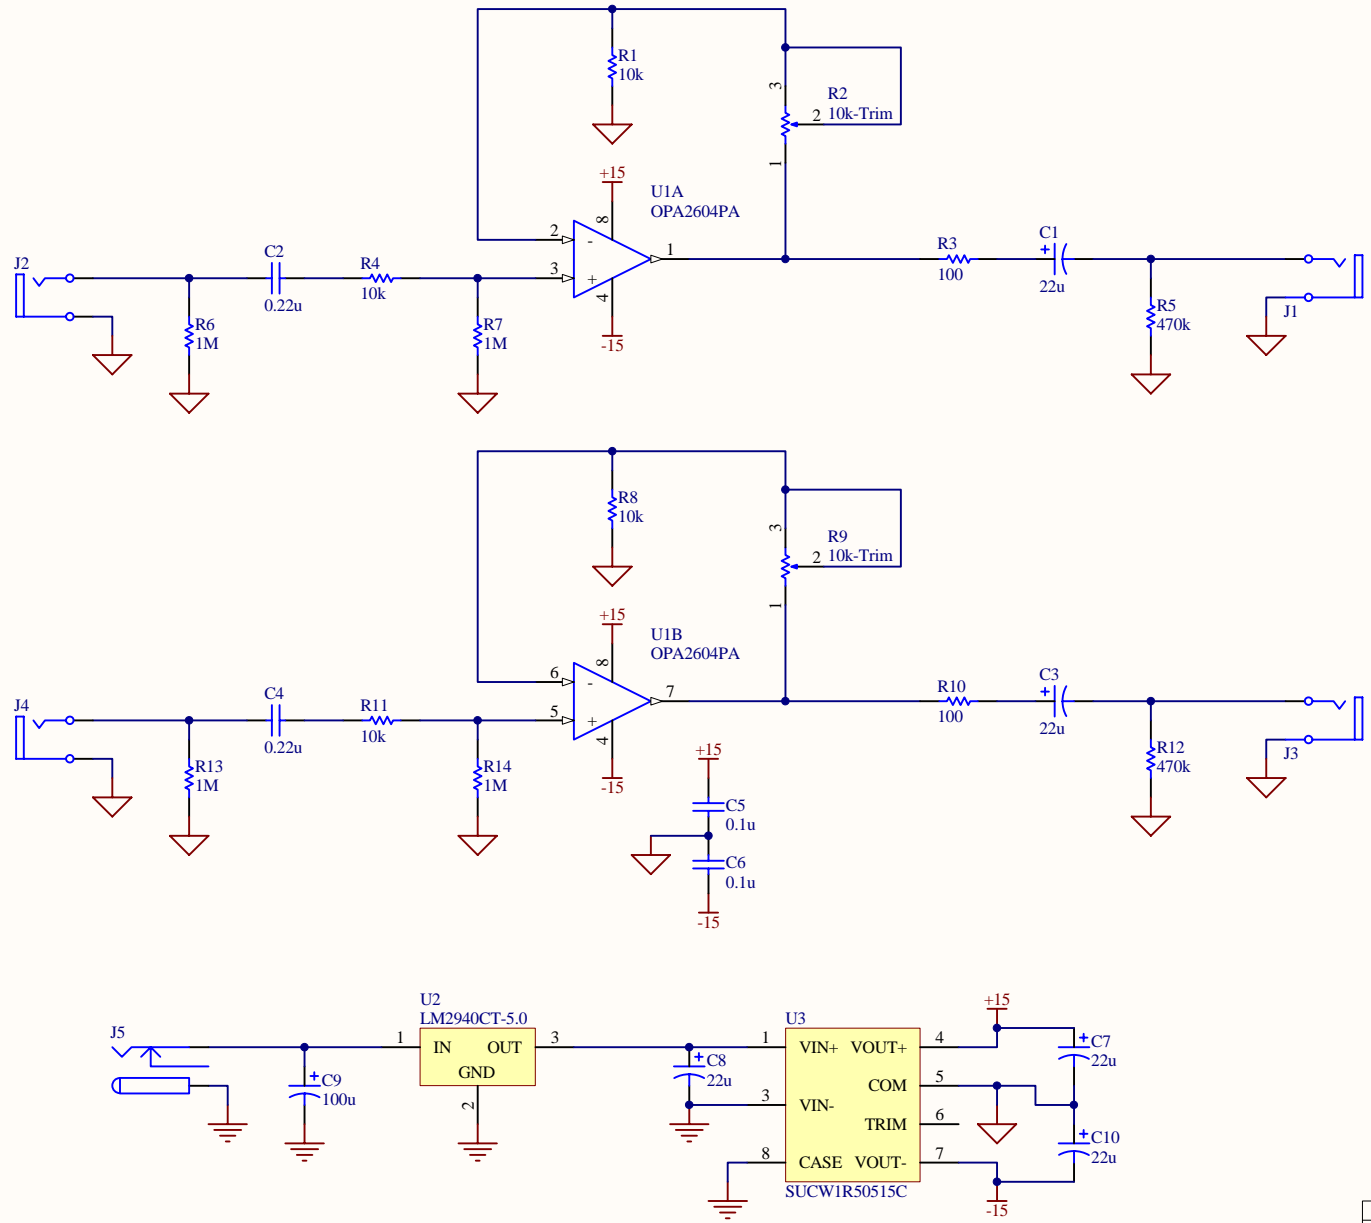 R1
10k
3
R2
2
10k-Trim
1
+15
U1A
OPA2604PA
8
2
-
1
3
+
4
-15
J2
C2
0.22u
R4
10k
R6
1M
R7
1M
R3
100
C1
+
22u
R5
470k
J1
R8
10k
3
R9
2
10k-Trim
1
+15
U1B
OPA2604PA
8
6
-
7
5
+
4
-15
J4
C4
0.22u
R11
10k
R13
1M
R14
1M
R10
100
C3
+
22u
R12
470k
J3
+15
C5
0.1u
C6
0.1u
-15
J5
+
C9
100u
U2
LM2940CT-5.0
1
IN
OUT
3
GND
2
+
C8
22u
U3
1
VIN+
VOUT+
4
COM
5
3
VIN-
TRIM
6
8
CASE
VOUT-
7
SUCW1R50515C
+15
+
C7
22u
+
C10
22u
-15